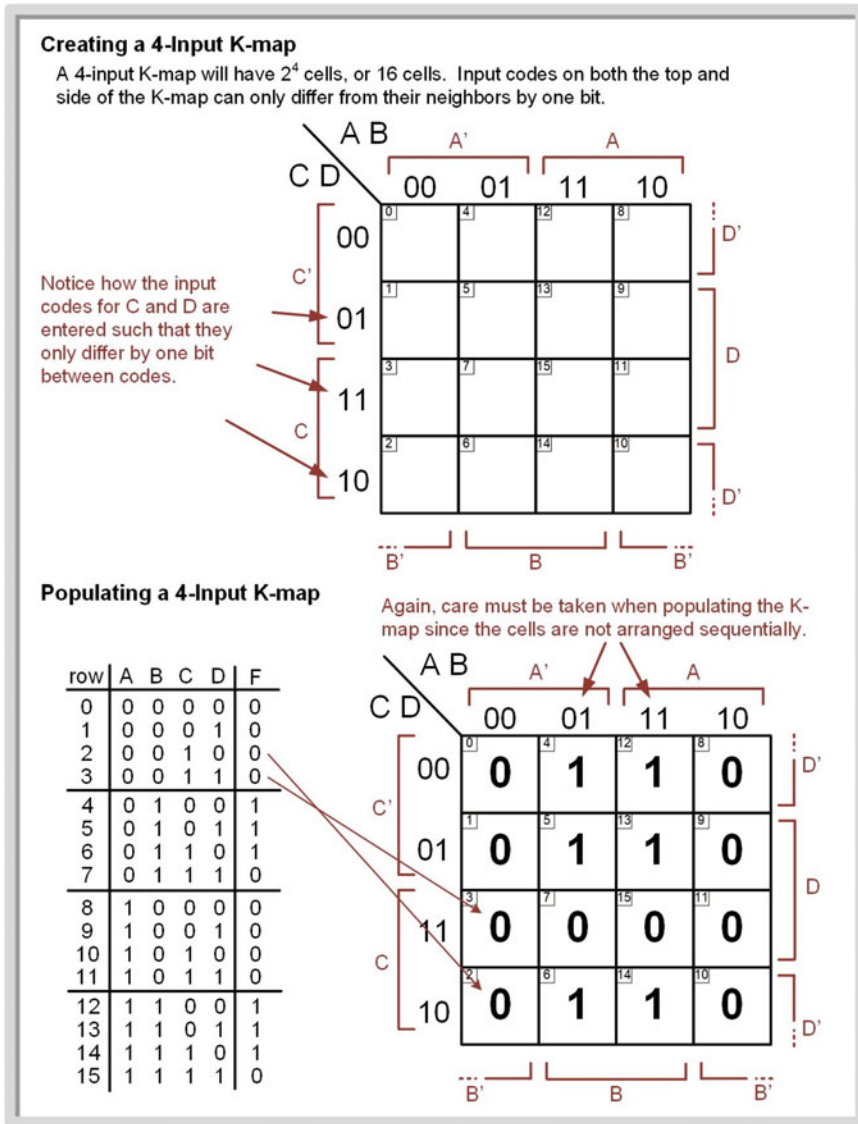 Creating a 4-Input K-map
A 4-input K-map will have 2⁴ cells, or 16 cells. Input codes on both the top and
side of the K-map can only differ from their neighbors by one bit.
A B
A' A
C D
00 01 11 10
0 4 12 8
00
D'
C'
Notice how the input
codes for C and D are
entered such that they
only differ by one bit
between codes.
1 5 13 9
01
D
3 7 15 11
11
C
2 6 14 10
10
D'
B' B B'
Populating a 4-Input K-map
Again, care must be taken when populating the K-
map since the cells are not arranged sequentially.
row A B C D F
0 0 0 0 0 0
1 0 0 0 1 0
2 0 0 1 0 0
3 0 0 1 1 0
4 0 1 0 0 1
5 0 1 0 1 1
6 0 1 1 0 1
7 0 1 1 1 0
8 1 0 0 0 0
9 1 0 0 1 0
10 1 0 1 0 0
11 1 0 1 1 0
12 1 1 0 0 1
13 1 1 0 1 1
14 1 1 1 0 1
15 1 1 1 1 0
A B
A' A
C D
00 01 11 10
0 4 12 8
00 0 1 1 0
D'
C'
1 5 13 9
01 0 1 1 0
D
3 7 15 11
11 0 0 0 0
C
2 6 14 10
10 0 1 1 0
D'
B' B B'